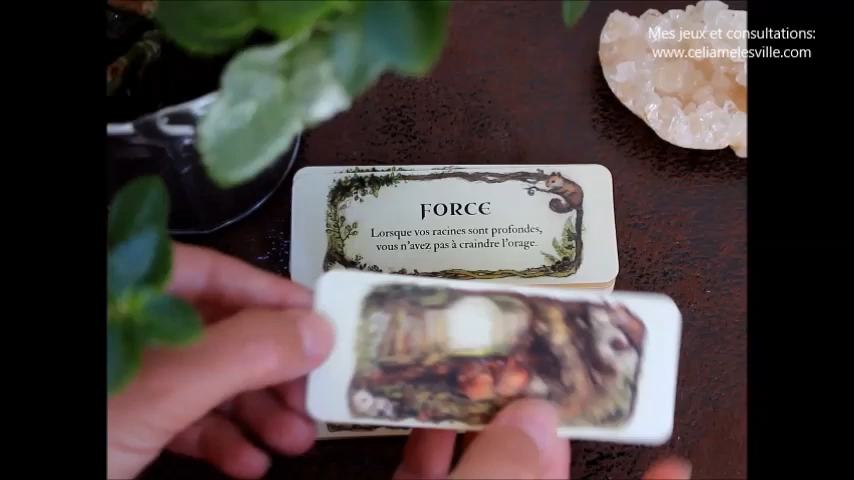 Mes jeux et consultations:
www.celiamelesville.com
FORCE
Lorsque vos racines sont profondes,
vous n'avez pas à craindre l'orage.